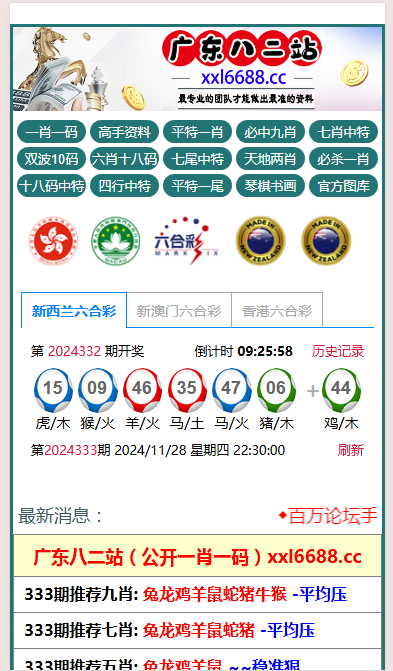 广东八二站
xxl6688.cc
最专业的团队才能做出最准的资料
一肖一码 高手资料 平特一肖 必中九肖 七肖中特
双波10码 六肖十八码 七尾中特 天地两肖 必杀一肖
十八码中特 四行中特 平特一尾 琴棋书画 官方图库
六合彩
MARK SIX
MADE IN
NEW ZEALAND
MADE IN
NEW ZEALAND
新西兰六合彩 新澳门六合彩 香港六合彩
第 2024332 期开奖 倒计时 09:25:58 历史记录
15 09 46 35 47 06 + 44
虎/木 猴/火 羊/火 马/土 马/火 猪/木 鸡/木
第2024333期 2024/11/28 星期四 22:30:00 刷新
最新消息： 百万论坛手
广东八二站（公开一肖一码）xxl6688.cc
333期推荐九肖: 兔龙鸡羊鼠蛇猪牛猴 -平均压
333期推荐七肖: 兔龙鸡羊鼠蛇猪 -平均压
333期推荐五肖: 兔龙鸡羊鼠 ~~稳准狠